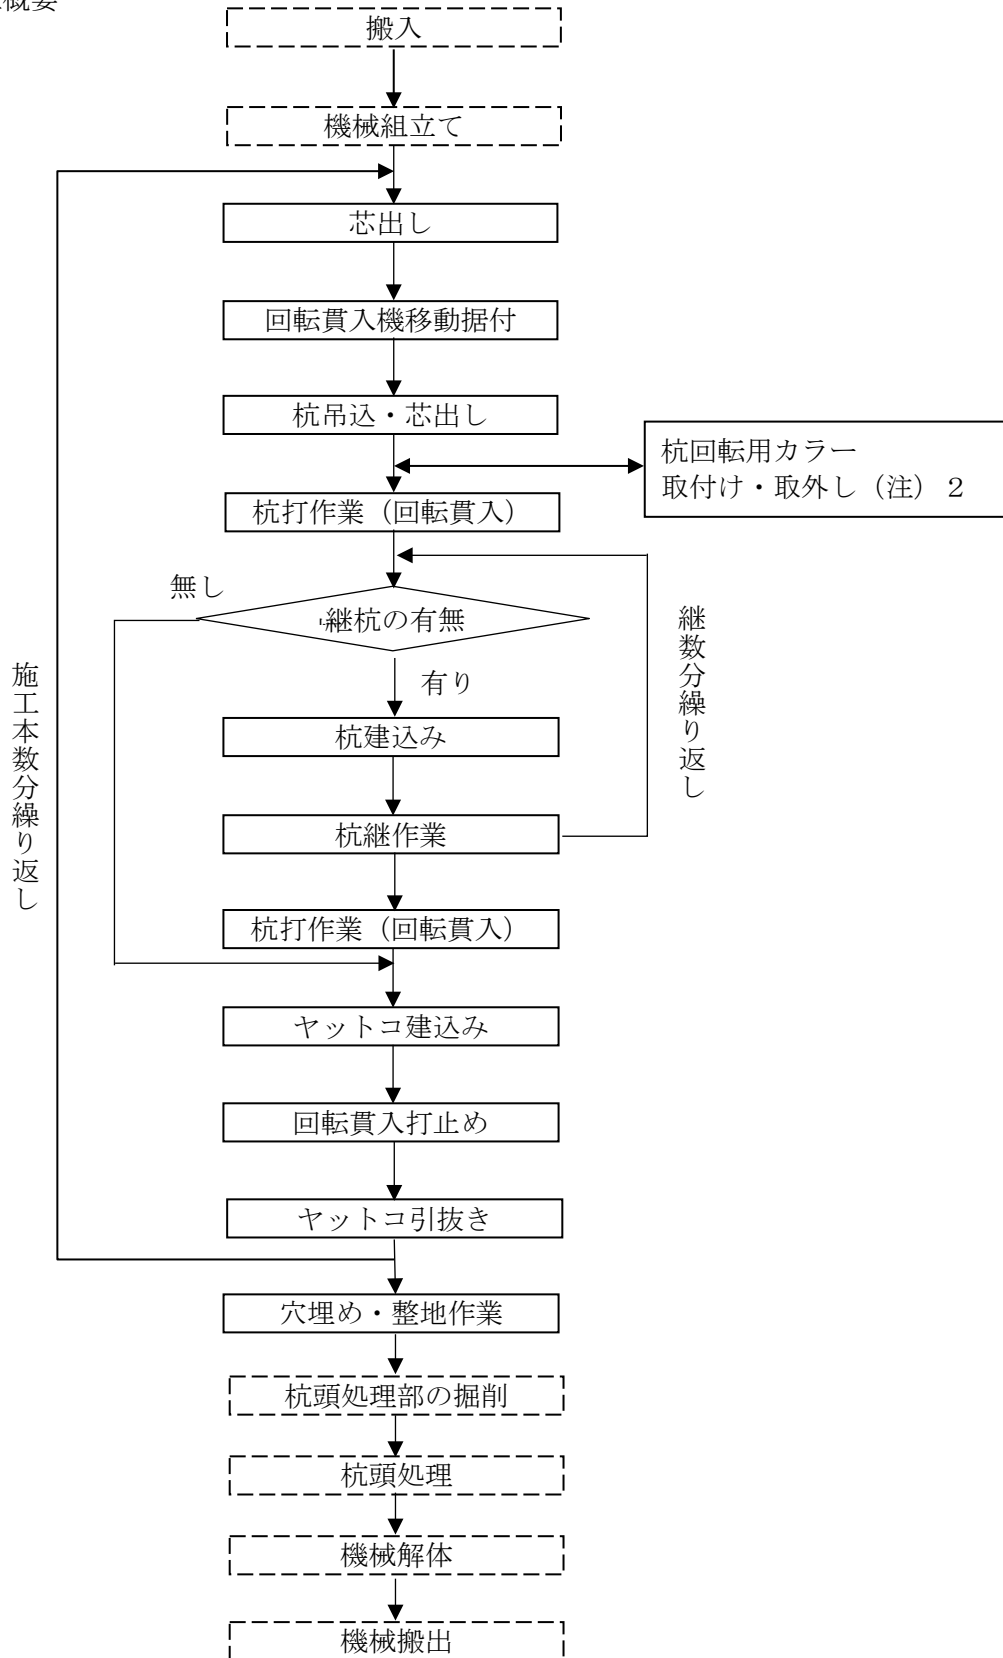 概要
搬入
機械組立て
芯出し
回転貫入機移動据付
杭吊込・芯出し
杭回転用カラー
取付け・取外し（注）２
杭打作業（回転貫入）
無し
継杭の有無
有り
継数分繰り返し
施工本数分繰り返し
杭建込み
杭継作業
杭打作業（回転貫入）
ヤットコ建込み
回転貫入打止め
ヤットコ引抜き
穴埋め・整地作業
杭頭処理部の掘削
杭頭処理
機械解体
機械搬出